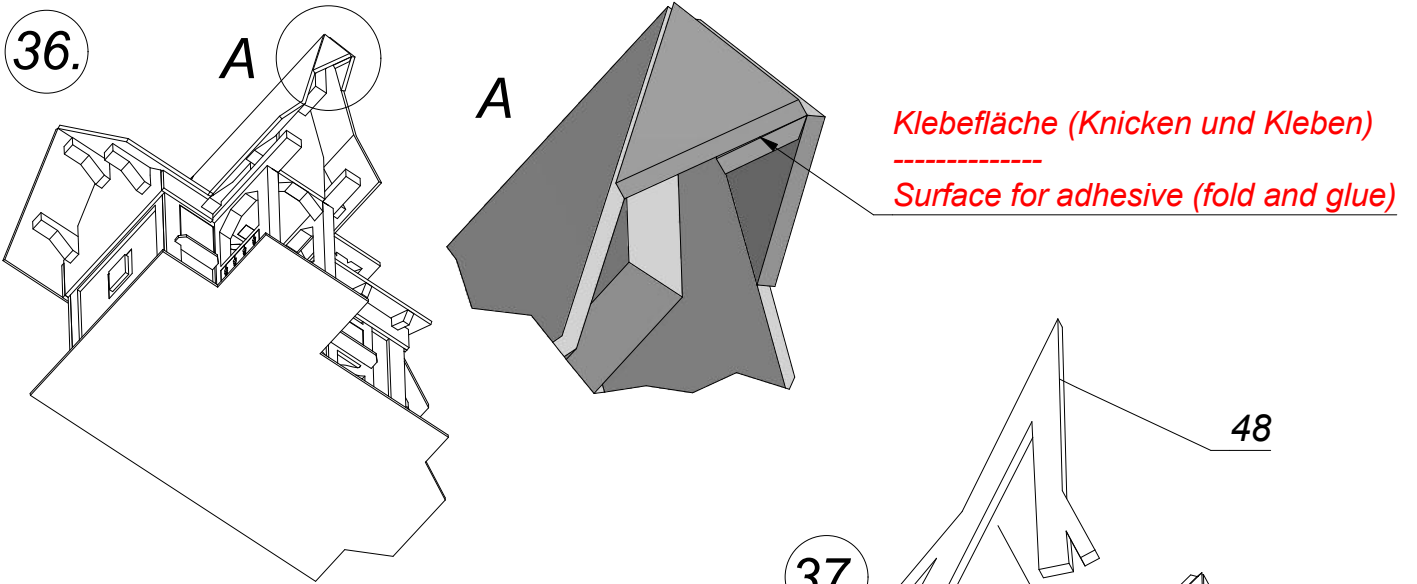 36.
A
A
Klebefläche (Knicken und Kleben)
--------------
Surface for adhesive (fold and glue)
48
37